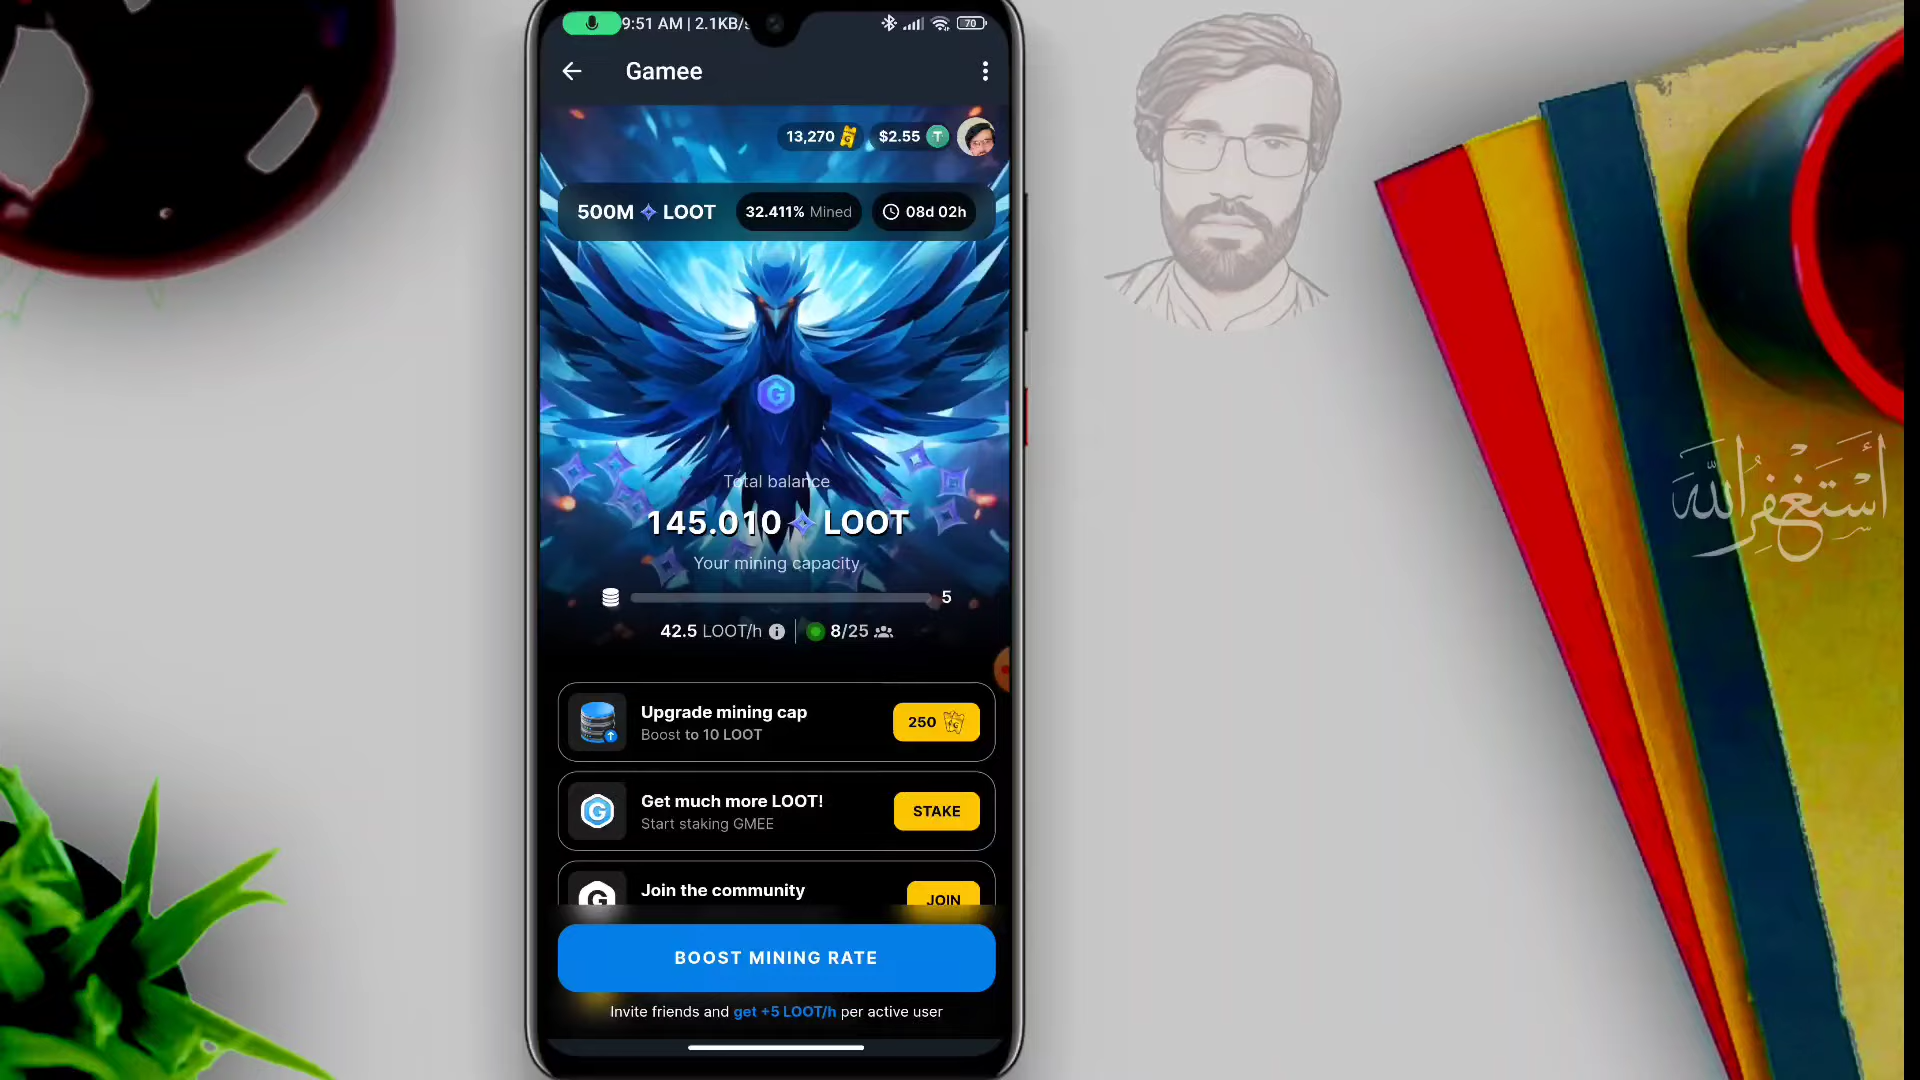 9:51 AM | 2.1KB/s
70
Gamee
13,270
$2.55
500M LOOT
32.411% Mined
08d 02h
Total balance
145.010 LOOT
Your mining capacity
5
42.5 LOOT/h
8/25
Upgrade mining cap
Boost to 10 LOOT
250
Get much more LOOT!
Start staking GMEE
STAKE
Join the community
JOIN
BOOST MINING RATE
Invite friends and get +5 LOOT/h per active user
أَسْتَغْفِرُ اللَّه